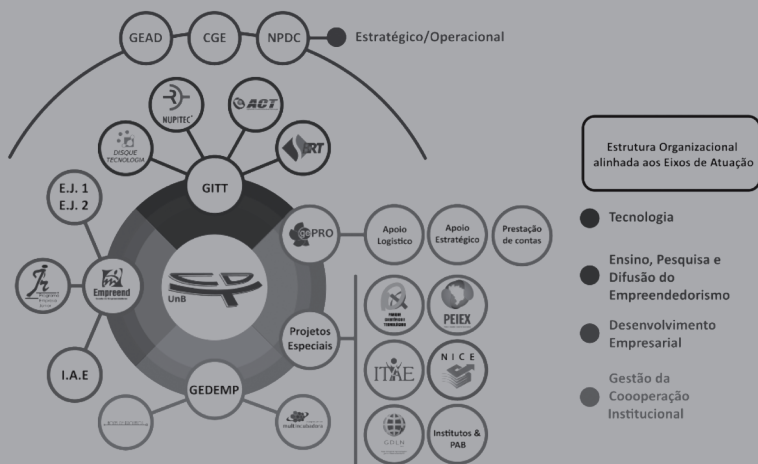 GEAD
CGE
NPDC
Estratégico/Operacional
NUPITEC
ACT
DISQUE
TECNOLOGIA
GITT
E.J. 1
E.J. 2
Jr
Empreend
I.A.E
UnB
PRO
Apoio
Logístico
Apoio
Estratégico
Prestação
de contas
Projetos
Especiais
GEDEMP
multincubadora
PEIEX
ITAE
NICE
Institutos &
PAB
Estrutura Organizacional
alinhada aos Eixos de Atuação
Tecnologia
Ensino, Pesquisa e
Difusão do
Empreendedorismo
Desenvolvimento
Empresarial
Gestão da
Coooperação
Institucional